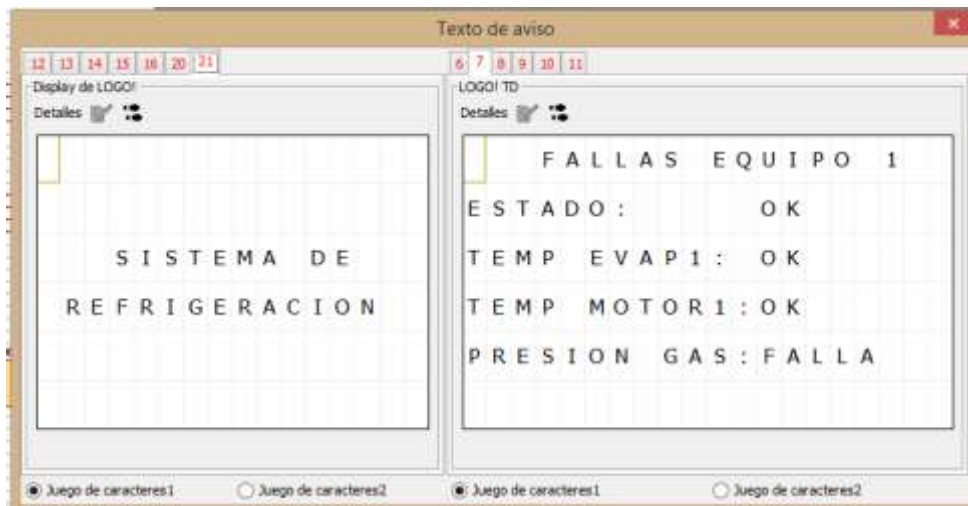 Texto de aviso
12 13 14 15 16 20 21
Display de LOGO!
Detalles
SISTEMA DE
REFRIGERACION
Juego de caracteres1 Juego de caracteres2
6 7 8 9 10 11
LOGO! TD
Detalles
FALLAS EQUIPO 1
ESTADO: OK
TEMP EVAP1: OK
TEMP MOTOR1:OK
PRESION GAS:FALLA
Juego de caracteres1 Juego de caracteres2